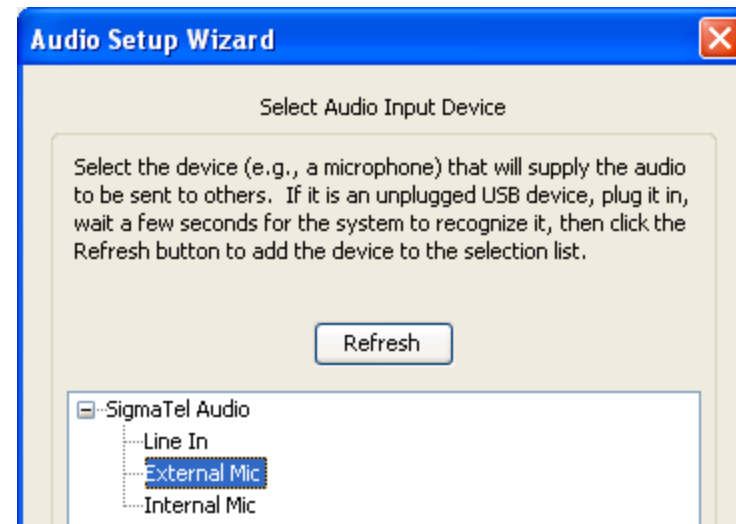 Audio Setup Wizard
Select Audio Input Device
Select the device (e.g., a microphone) that will supply the audio
to be sent to others.  If it is an unplugged USB device, plug it in,
wait a few seconds for the system to recognize it, then click the
Refresh button to add the device to the selection list.
Refresh
SigmaTel Audio
Line In
External Mic
Internal Mic